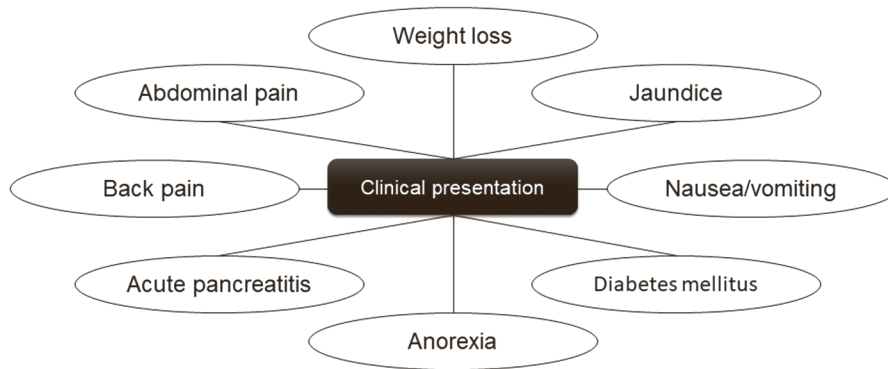 Weight loss
Abdominal pain
Jaundice
Back pain
Clinical presentation
Nausea/vomiting
Acute pancreatitis
Diabetes mellitus
Anorexia